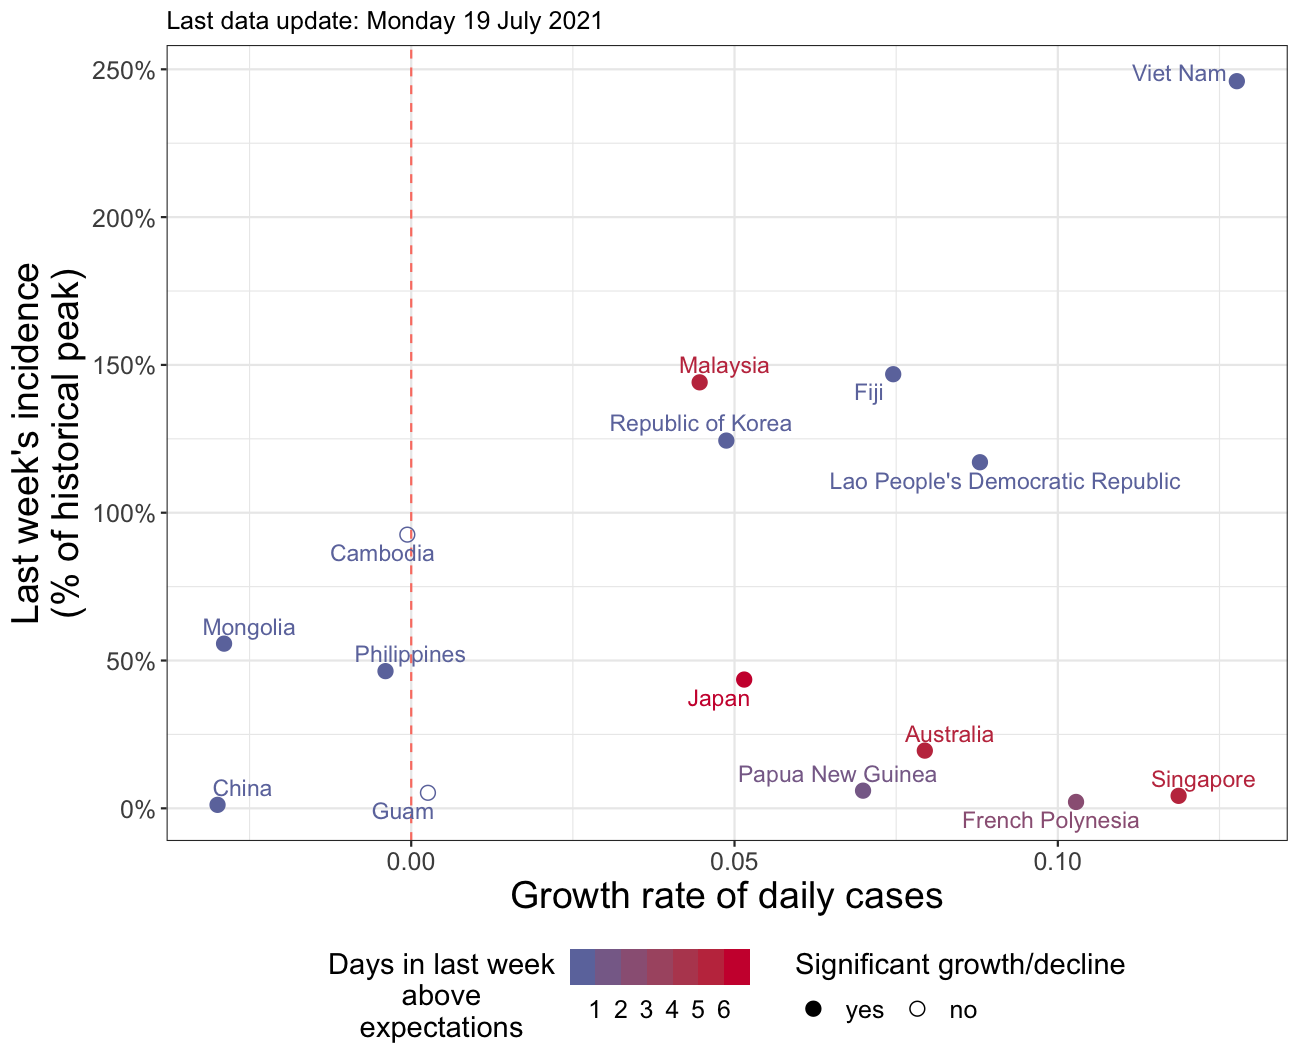 Last data update: Monday 19 July 2021
250%
200%
150%
100%
50%
0%
Last week's incidence
(% of historical peak)
Viet Nam
Malaysia
Fiji
Republic of Korea
Lao People's Democratic Republic
Cambodia
Mongolia
Philippines
Japan
Australia
Papua New Guinea
China
Singapore
Guam
French Polynesia
0.00 0.05 0.10
Growth rate of daily cases
Days in last week
above
expectations
1 2 3 4 5 6
Significant growth/decline
yes no